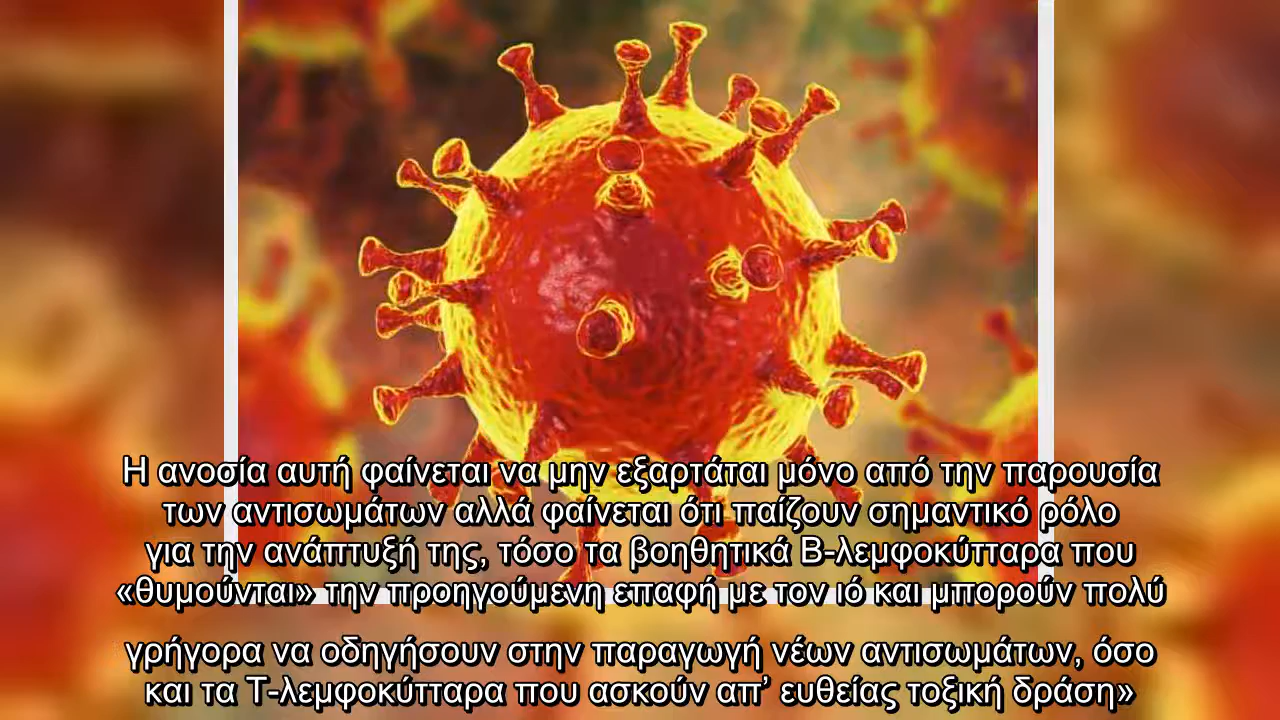 Η ανοσία αυτή φαίνεται να μην εξαρτάται μόνο από την παρουσία
των αντισωμάτων αλλά φαίνεται ότι παίζουν σημαντικό ρόλο
για την ανάπτυξή της, τόσο τα βοηθητικά Β-λεμφοκύτταρα που
«θυμούνται» την προηγούμενη επαφή με τον ιό και μπορούν πολύ
γρήγορα να οδηγήσουν στην παραγωγή νέων αντισωμάτων, όσο
και τα Τ-λεμφοκύτταρα που ασκούν απ’ ευθείας τοξική δράση»